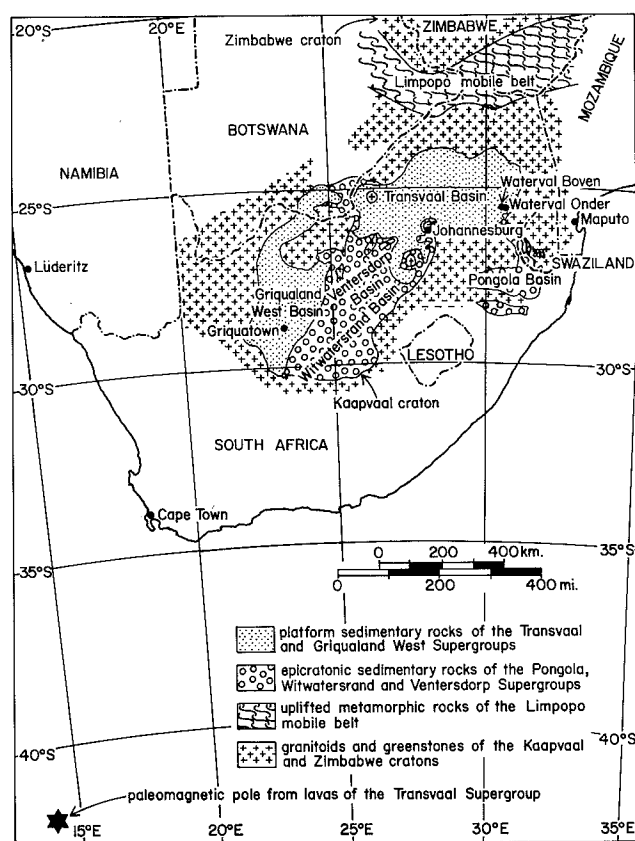 20°S
20°E
Zimbabwe craton
ZIMBABWE
Limpopo mobile belt
MOZAMBIQUE
BOTSWANA
NAMIBIA
25°S
Transvaal Basin
Waterval Boven
Waterval Onder
Maputo
Johannesburg
Lüderitz
SWAZILAND
Pongola Basin
Ventersdorp
Basin
Witwatersrand Basin
Griqualand
West Basin
Griquatown
LESOTHO
30°S
30°S
Kaapvaal craton
SOUTH AFRICA
Cape Town
35°S
35°S
0 200 400 km.
0 200 400 mi.
platform sedimentary rocks of the Transvaal
and Griqualand West Supergroups
epicratonic sedimentary rocks of the Pongola,
Witwatersrand and Ventersdorp Supergroups
uplifted metamorphic rocks of the Limpopo
mobile belt
granitoids and greenstones of the Kaapvaal
and Zimbabwe cratons
40°S
40°S
paleomagnetic pole from lavas of the Transvaal Supergroup
15°E
20°E
25°E
30°E
35°E